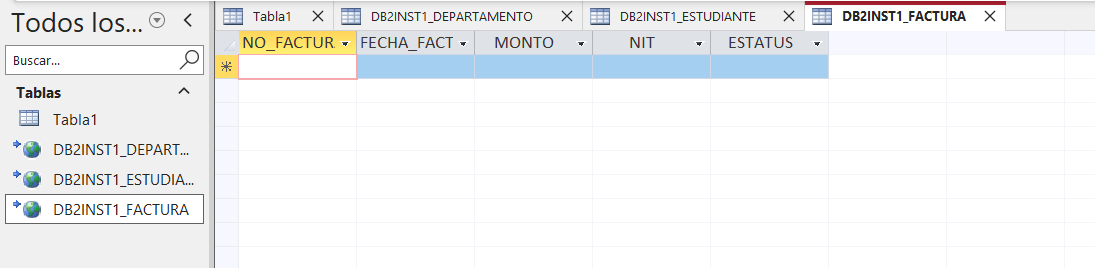 Todos los...
Buscar...
Tablas
Tabla1
DB2INST1_DEPART...
DB2INST1_ESTUDIA...
DB2INST1_FACTURA
Tabla1 DB2INST1_DEPARTAMENTO DB2INST1_ESTUDIANTE DB2INST1_FACTURA
NO_FACTUR. FECHA_FACT MONTO NIT ESTATUS